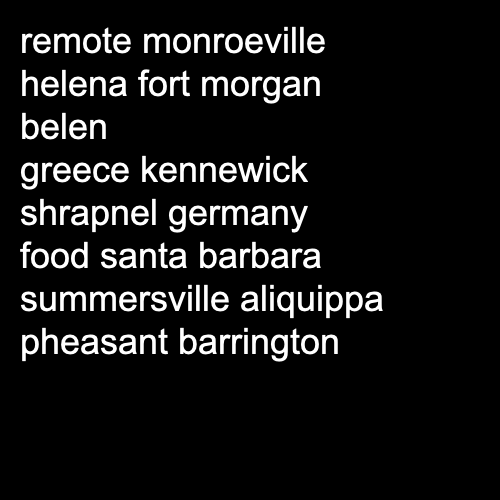 remote monroeville
helena fort morgan
belen
greece kennewick
shrapnel germany
food santa barbara
summersville aliquippa
pheasant barrington